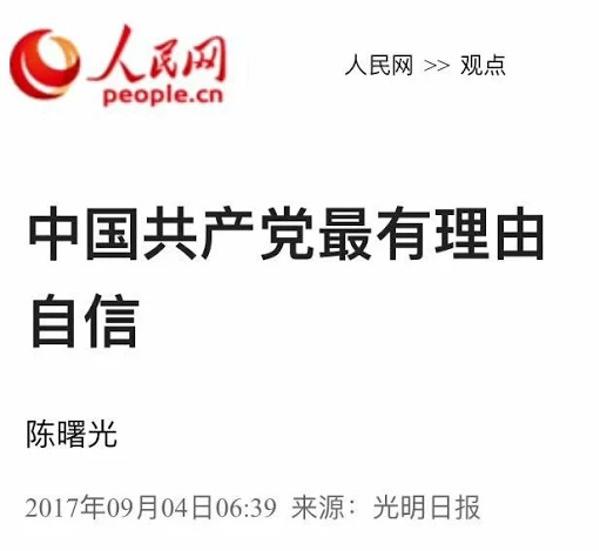 人民网
people.cn
人民网 >> 观点
中国共产党最有理由
自信
陈曙光
2017年09月04日06:39 来源：光明日报